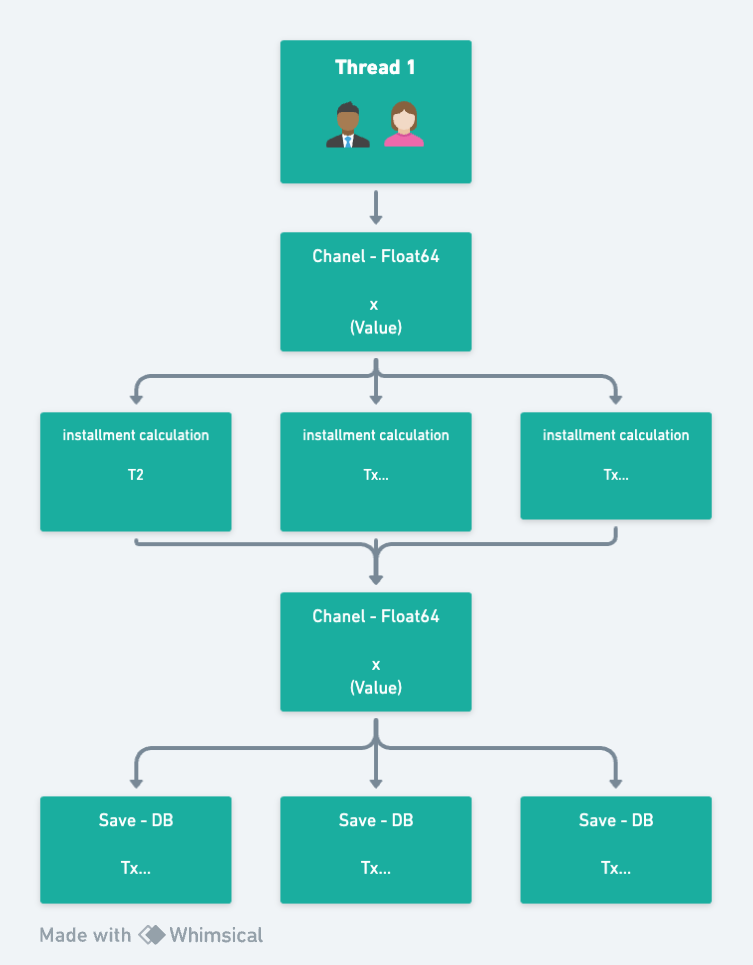 Thread 1
Chanel - Float64
x
(Value)
installment calculation
T2
installment calculation
Tx...
installment calculation
Tx...
Chanel - Float64
x
(Value)
Save - DB
Tx...
Save - DB
Tx...
Save - DB
Tx...
Made with Whimsical